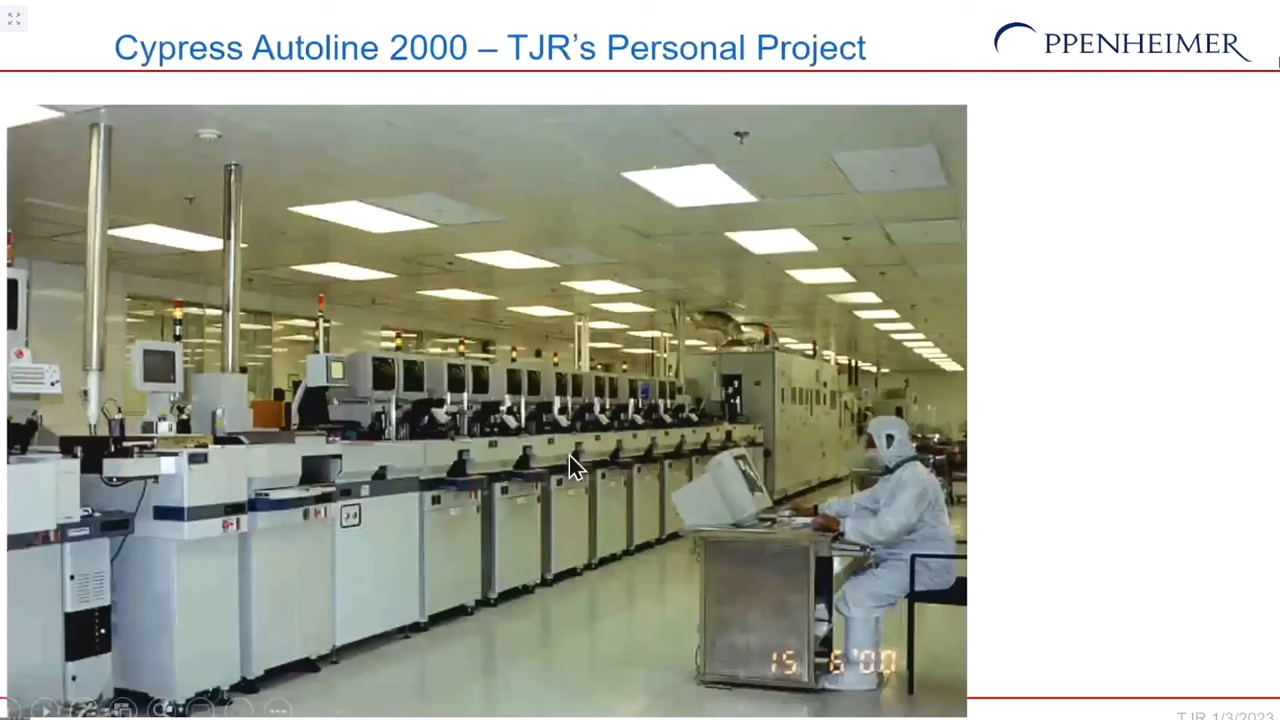 Cypress Autoline 2000 – TJR's Personal Project
PPENHEIMER
15 6 '00
TJR 1/3/2023